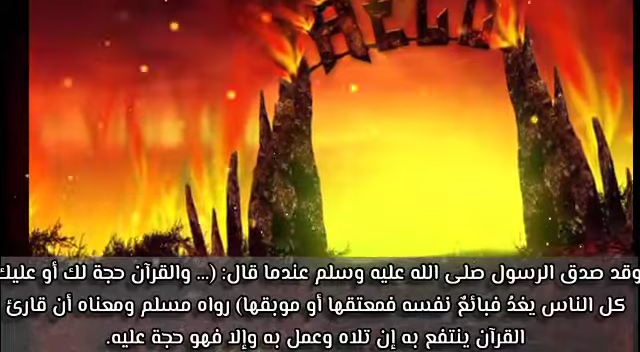 HELL
وقد صدق الرسول صلى الله عليه وسلم عندما قال: (... والقرآن حجة لك أو عليك
كل الناس يغدُ فبائعٌ نفسه فمعتقها أو موبقها) رواه مسلم ومعناه أن قارئ
القرآن ينتفع به إن تلاه وعمل به وإلا فهو حجة عليه.